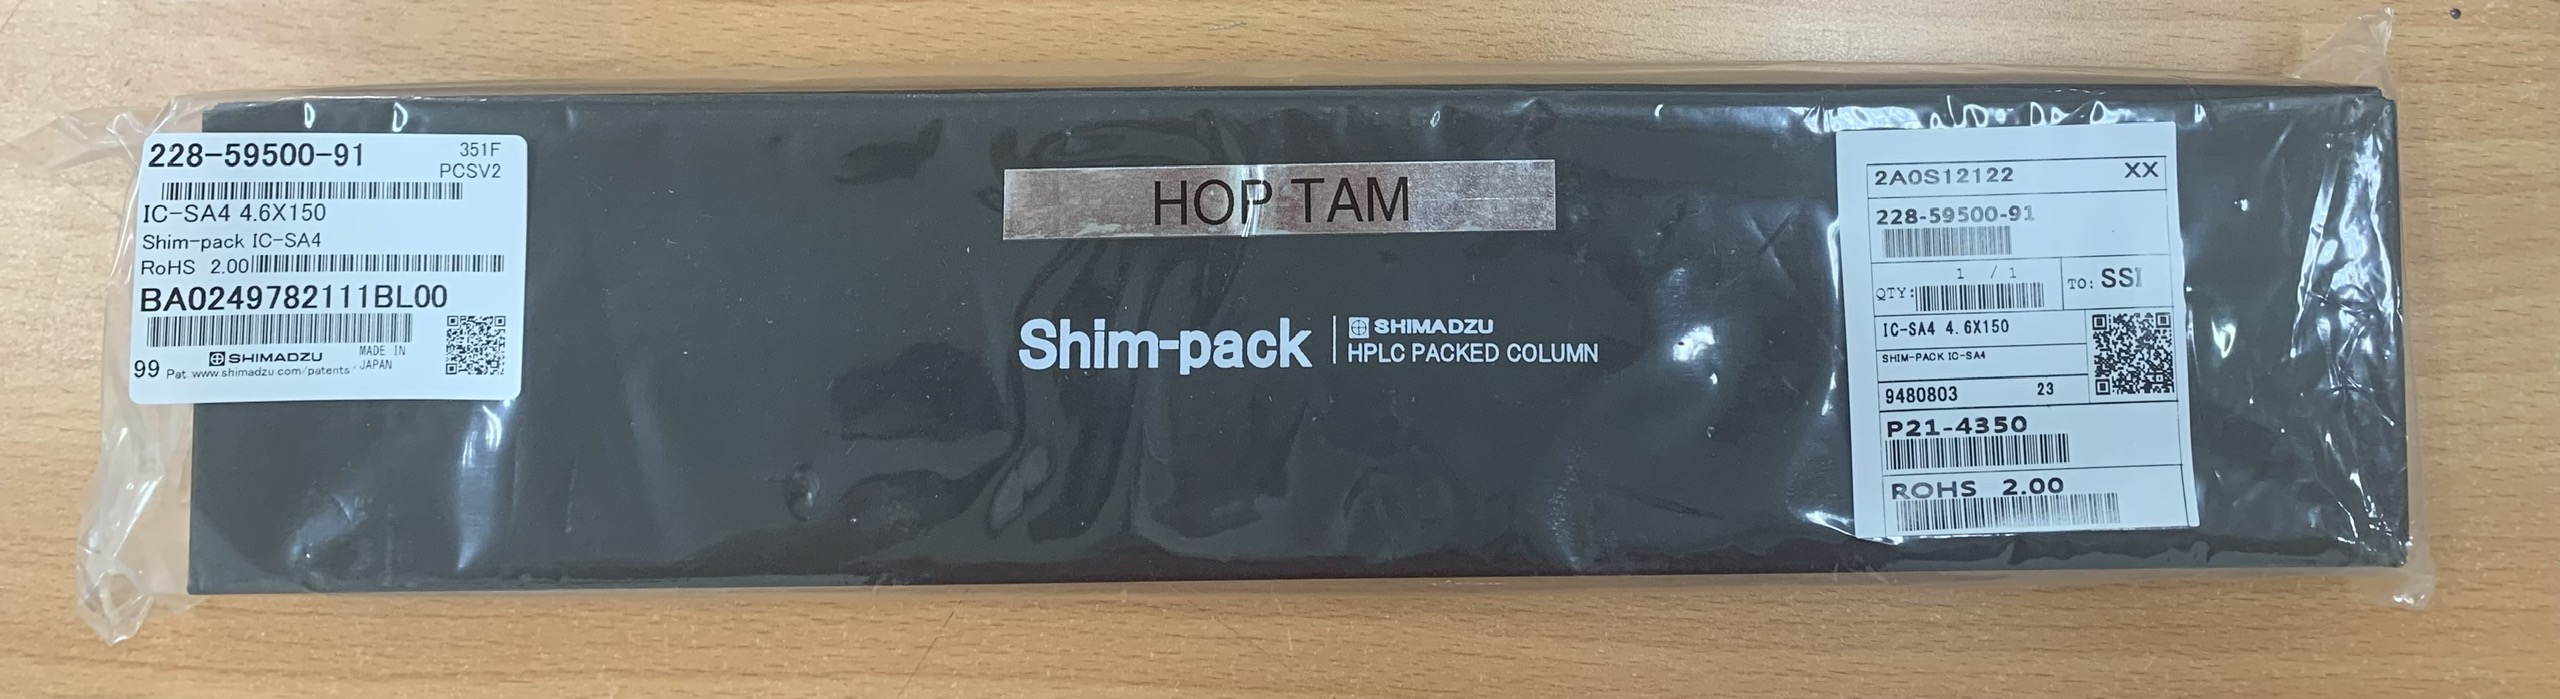 228-59500-91
351F
PCSV2
IC-SA4 4.6X150
Shim-pack IC-SA4
RoHS 2.00
BA0249782111BL00
99 SHIMADZU MADE IN JAPAN
Pat. www.shimadzu.com/patents/
HOP TAM
Shim-pack
SHIMADZU
HPLC PACKED COLUMN
2A0S12122 XX
228-59500-91
1 / 1
QTY:
TO: SSI
IC-SA4 4.6X150
SHIM-PACK IC-SA4
9480803 23
P21-4350
ROHS 2.00